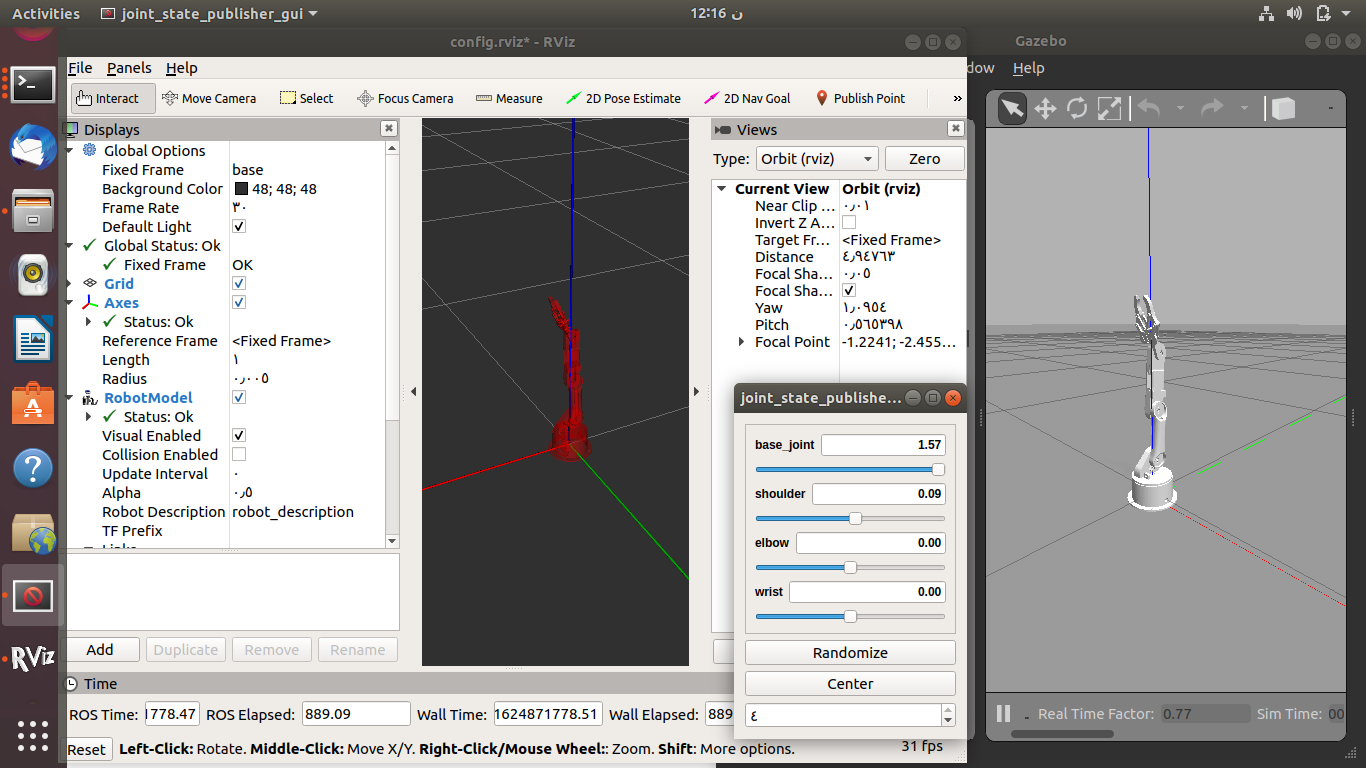 Activities
joint_state_publisher_gui
12:16 ن
config.rviz* - RViz
File Panels Help
Interact Move Camera Select Focus Camera Measure 2D Pose Estimate 2D Nav Goal Publish Point »
Displays
Global Options
Fixed Frame base
Background Color 48; 48; 48
Frame Rate ٣٠
Default Light
Global Status: Ok
Fixed Frame OK
Grid
Axes
Status: Ok
Reference Frame <Fixed Frame>
Length ١
Radius ٠٫٠٠٥
RobotModel
Status: Ok
Visual Enabled
Collision Enabled
Update Interval ٠
Alpha ٠٫٥
Robot Description robot_description
TF Prefix
Links
Add Duplicate Remove Rename
Views
Type: Orbit (rviz) Zero
Current View Orbit (rviz)
Near Clip ... ٠٫٠١
Invert Z A...
Target Fr... <Fixed Frame>
Distance ٤٫٩٤٧٦٣
Focal Sha... ٠٫٠٥
Focal Sha...
Yaw ١٫٠٩٥٤
Pitch ٠٫٥٦٥٣٩٨
Focal Point -1.2241; -2.455...
joint_state_publishe...
base_joint 1.57
shoulder 0.09
elbow 0.00
wrist 0.00
Randomize
Center
٤
Time
ROS Time: 1778.47 ROS Elapsed: 889.09 Wall Time: 1624871778.51 Wall Elapsed: 889
Reset Left-Click: Rotate. Middle-Click: Move X/Y. Right-Click/Mouse Wheel:: Zoom. Shift: More options. 31 fps
RViz
Gazebo
dow Help
Real Time Factor: 0.77 Sim Time: 00